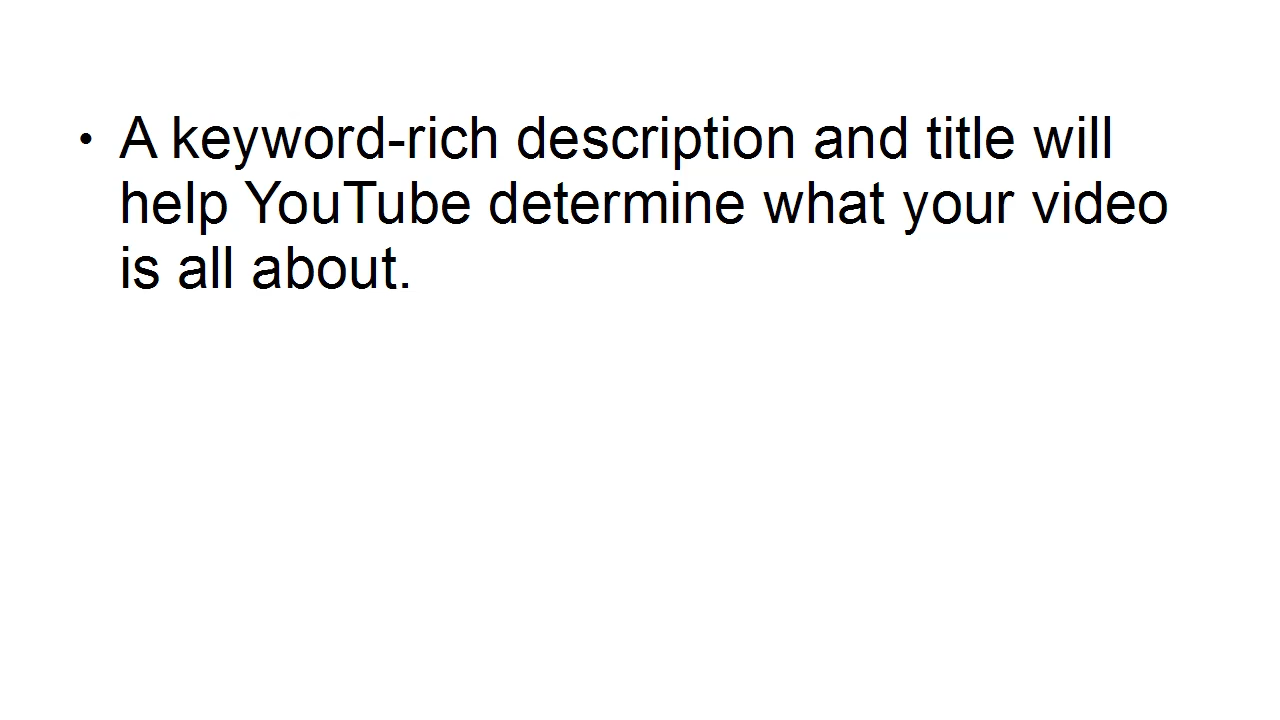 • A keyword-rich description and title will
help YouTube determine what your video
is all about.